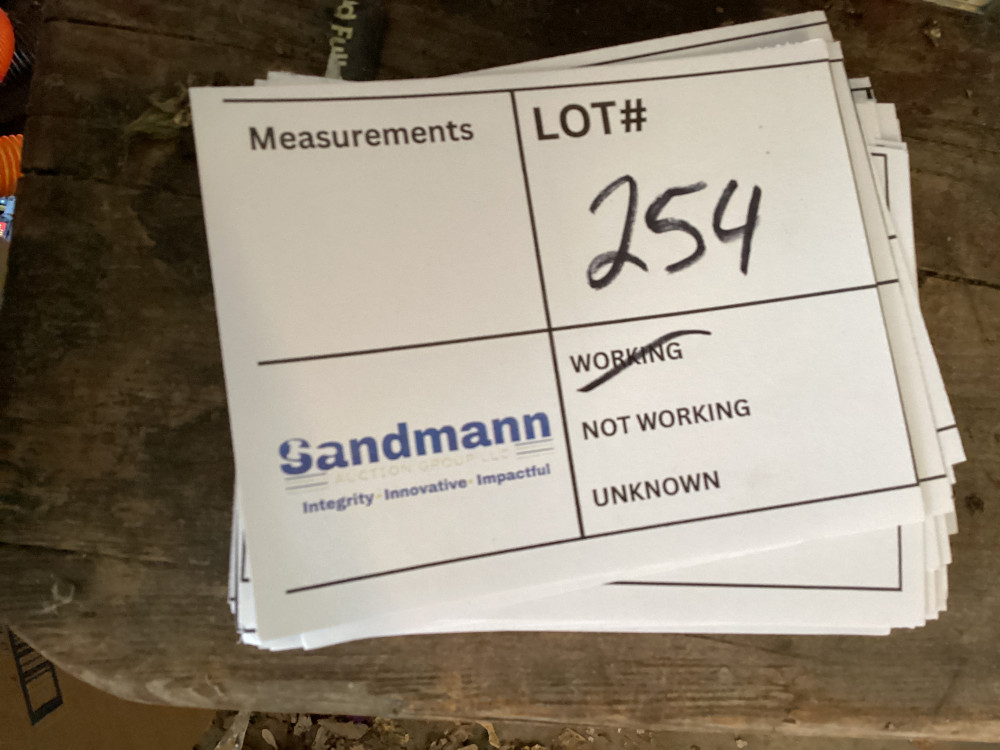 Measurements
LOT#
254
WORKING
NOT WORKING
UNKNOWN
Sandmann
AUCTION GROUP LLC
Integrity · Innovative · Impactful